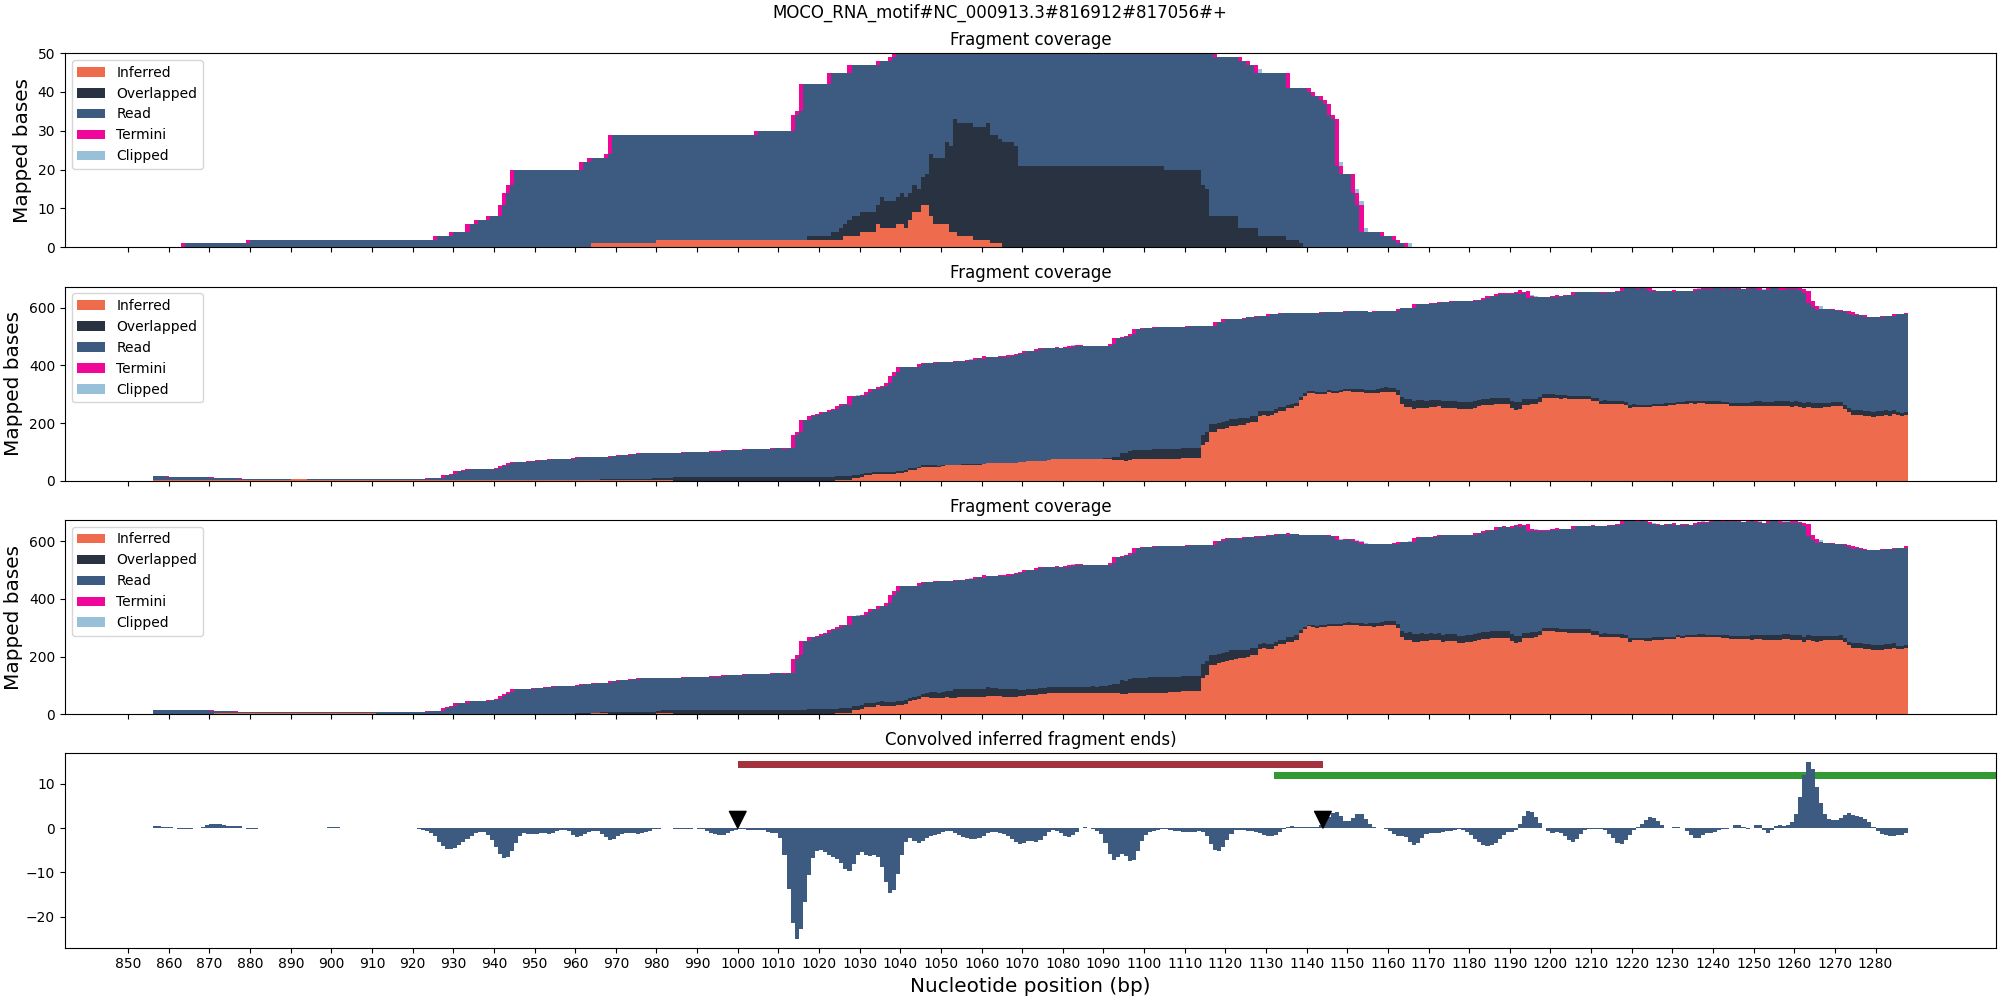 MOCO_RNA_motif#NC_000913.3#816912#817056#+
Fragment coverage
Mapped bases
50
40
30
20
10
0
Inferred
Overlapped
Read
Termini
Clipped
Fragment coverage
Mapped bases
600
400
200
0
Inferred
Overlapped
Read
Termini
Clipped
Fragment coverage
Mapped bases
600
400
200
0
Inferred
Overlapped
Read
Termini
Clipped
Convolved inferred fragment ends)
10
0
−10
−20
850 860 870 880 890 900 910 920 930 940 950 960 970 980 990 1000 1010 1020 1030 1040 1050 1060 1070 1080 1090 1100 1110 1120 1130 1140 1150 1160 1170 1180 1190 1200 1210 1220 1230 1240 1250 1260 1270 1280
Nucleotide position (bp)